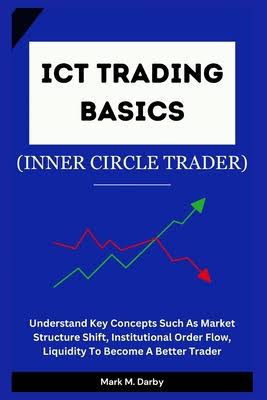 ICT TRADING
BASICS
(INNER CIRCLE TRADER)
Understand Key Concepts Such As Market
Structure Shift, Institutional Order Flow,
Liquidity To Become A Better Trader
Mark M. Darby